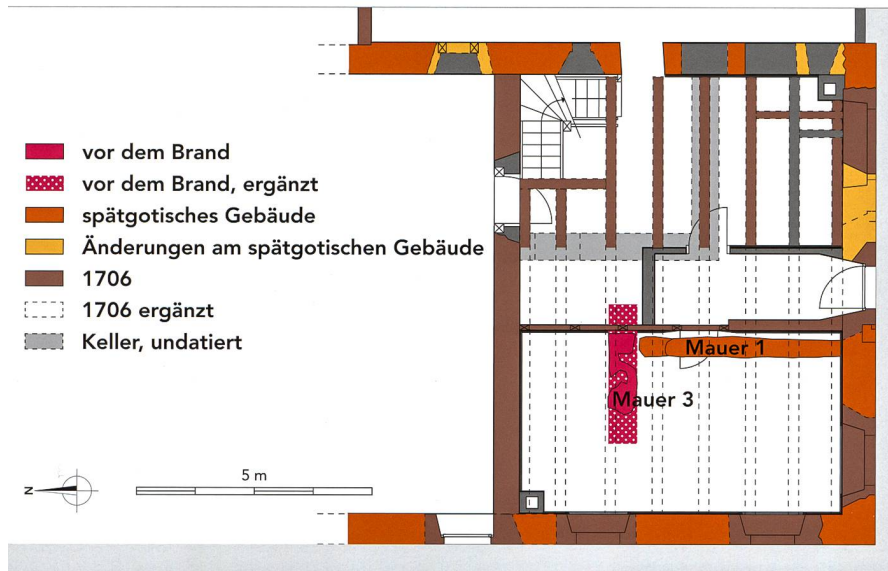 vor dem Brand
vor dem Brand, ergänzt
spätgotisches Gebäude
Änderungen am spätgotischen Gebäude
1706
1706 ergänzt
Keller, undatiert
Mauer 1
Mauer 3
N
5 m